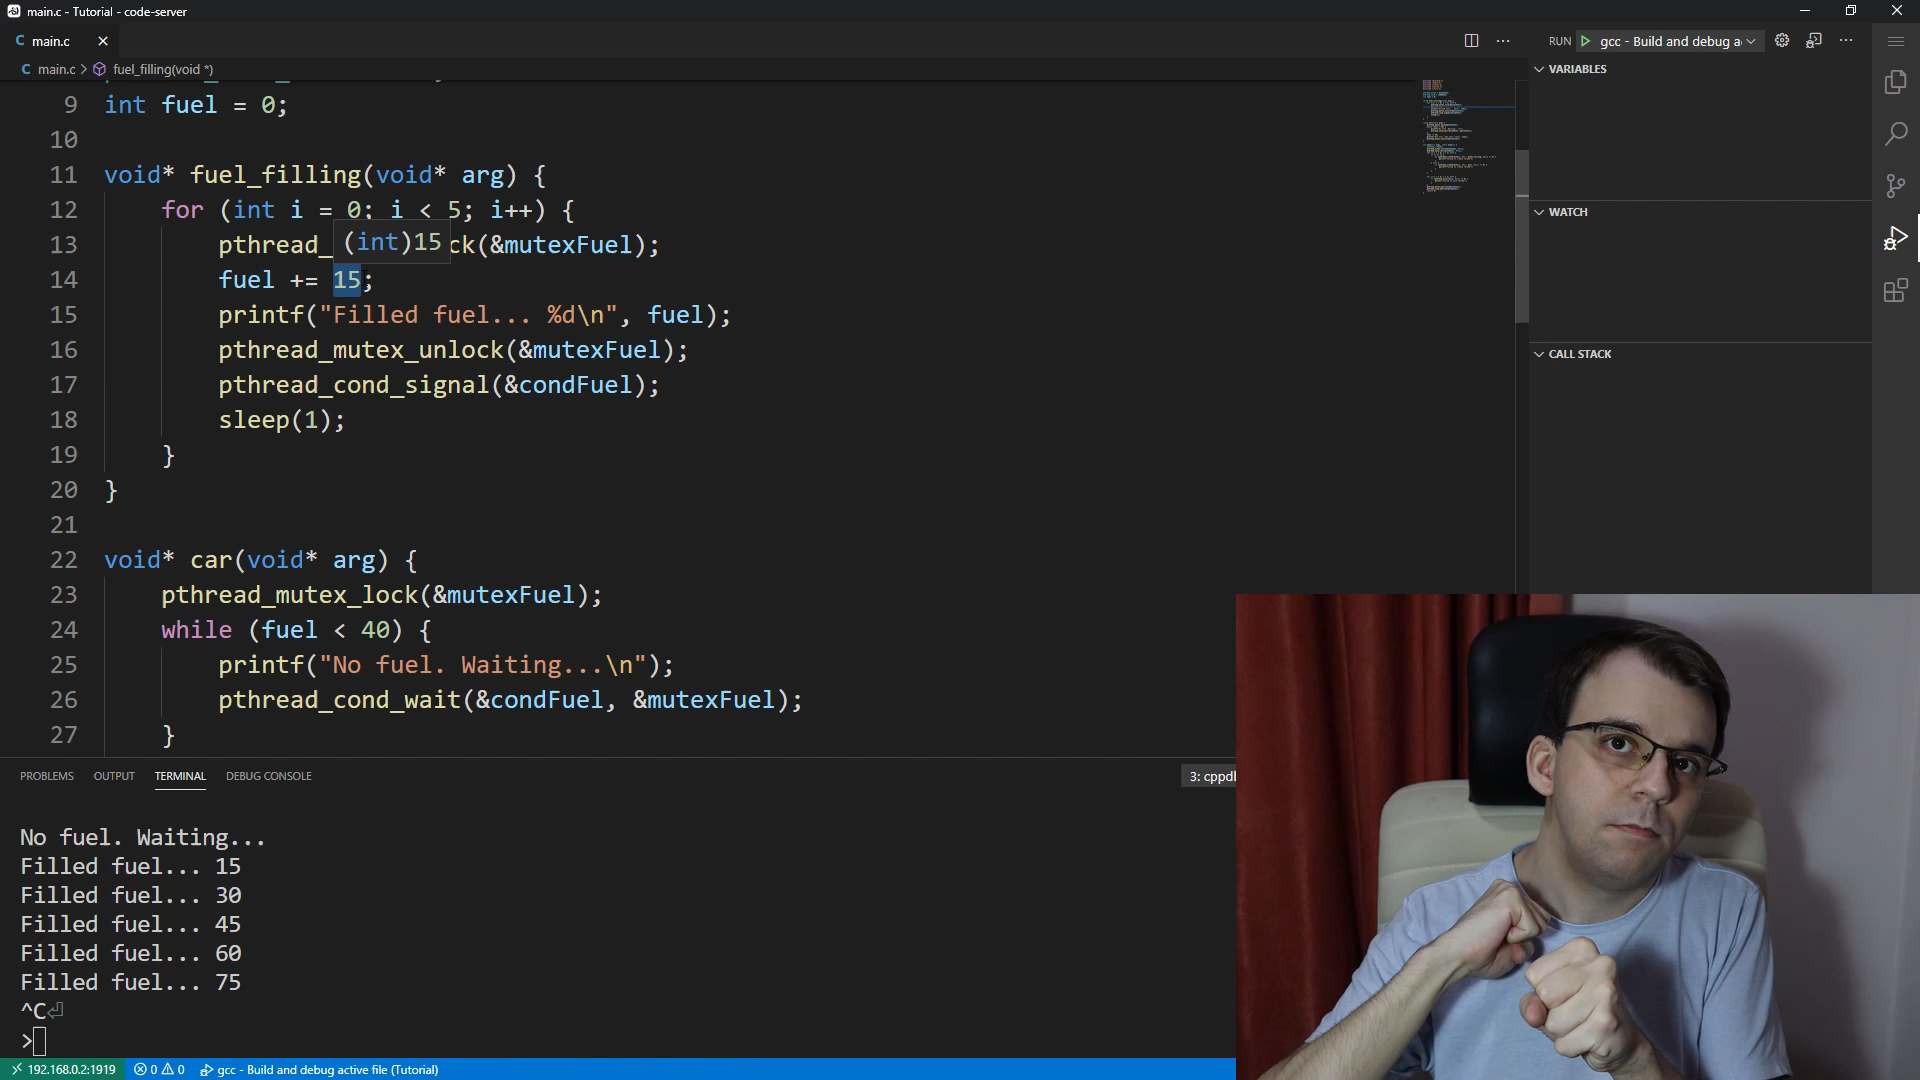 main.c - Tutorial - code-server
main.c
RUN gcc - Build and debug a
main.c > fuel_filling(void *)
VARIABLES
9 int fuel = 0;
10
11 void* fuel_filling(void* arg) {
12 for (int i = 0; i < 5; i++) {
13 pthread_ck(&mutexFuel);
(int)15
14 fuel += 15;
15 printf("Filled fuel... %d\n", fuel);
16 pthread_mutex_unlock(&mutexFuel);
17 pthread_cond_signal(&condFuel);
18 sleep(1);
19 }
20 }
21
22 void* car(void* arg) {
23 pthread_mutex_lock(&mutexFuel);
24 while (fuel < 40) {
25 printf("No fuel. Waiting...\n");
26 pthread_cond_wait(&condFuel, &mutexFuel);
27 }
WATCH
CALL STACK
PROBLEMS OUTPUT TERMINAL DEBUG CONSOLE
3: cppdb
No fuel. Waiting...
Filled fuel... 15
Filled fuel... 30
Filled fuel... 45
Filled fuel... 60
Filled fuel... 75
^C⏎
>
192.168.0.2:1919 0 0 gcc - Build and debug active file (Tutorial)